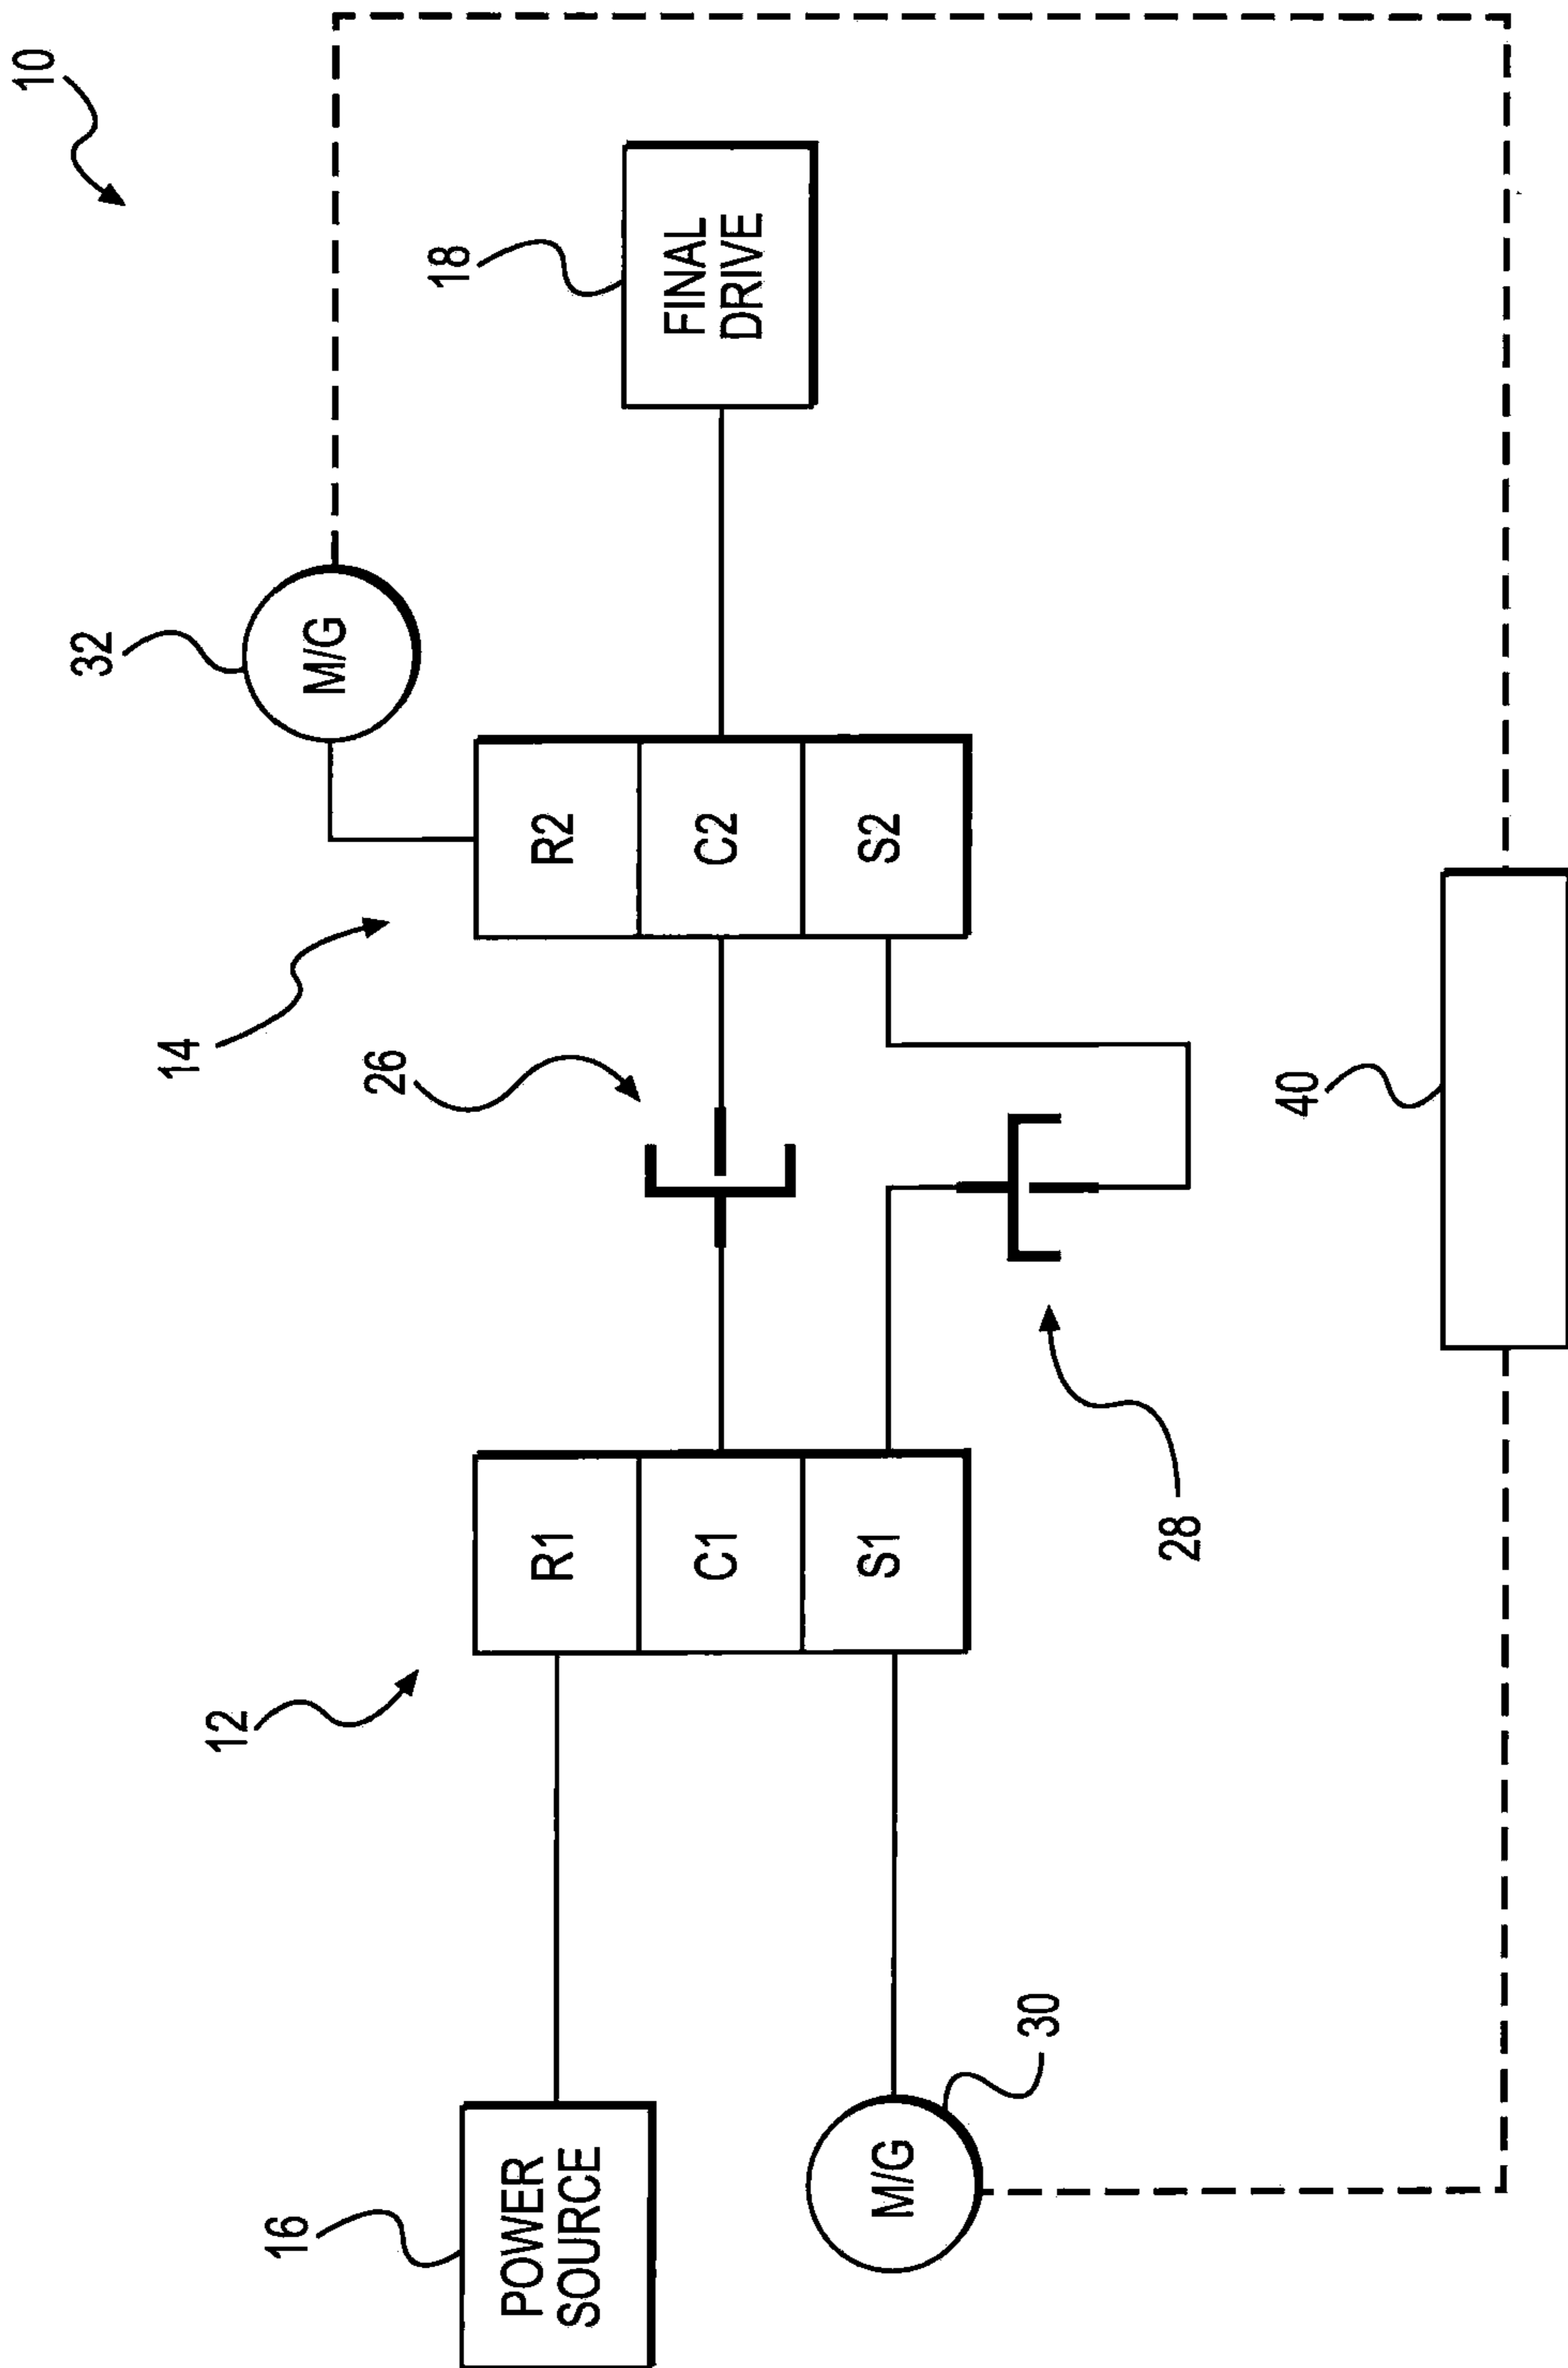 10
32
M/G
18
FINAL
DRIVE
14
R2
C2
S2
26
40
28
12
R1
C1
S1
16
POWER
SOURCE
M/G
30